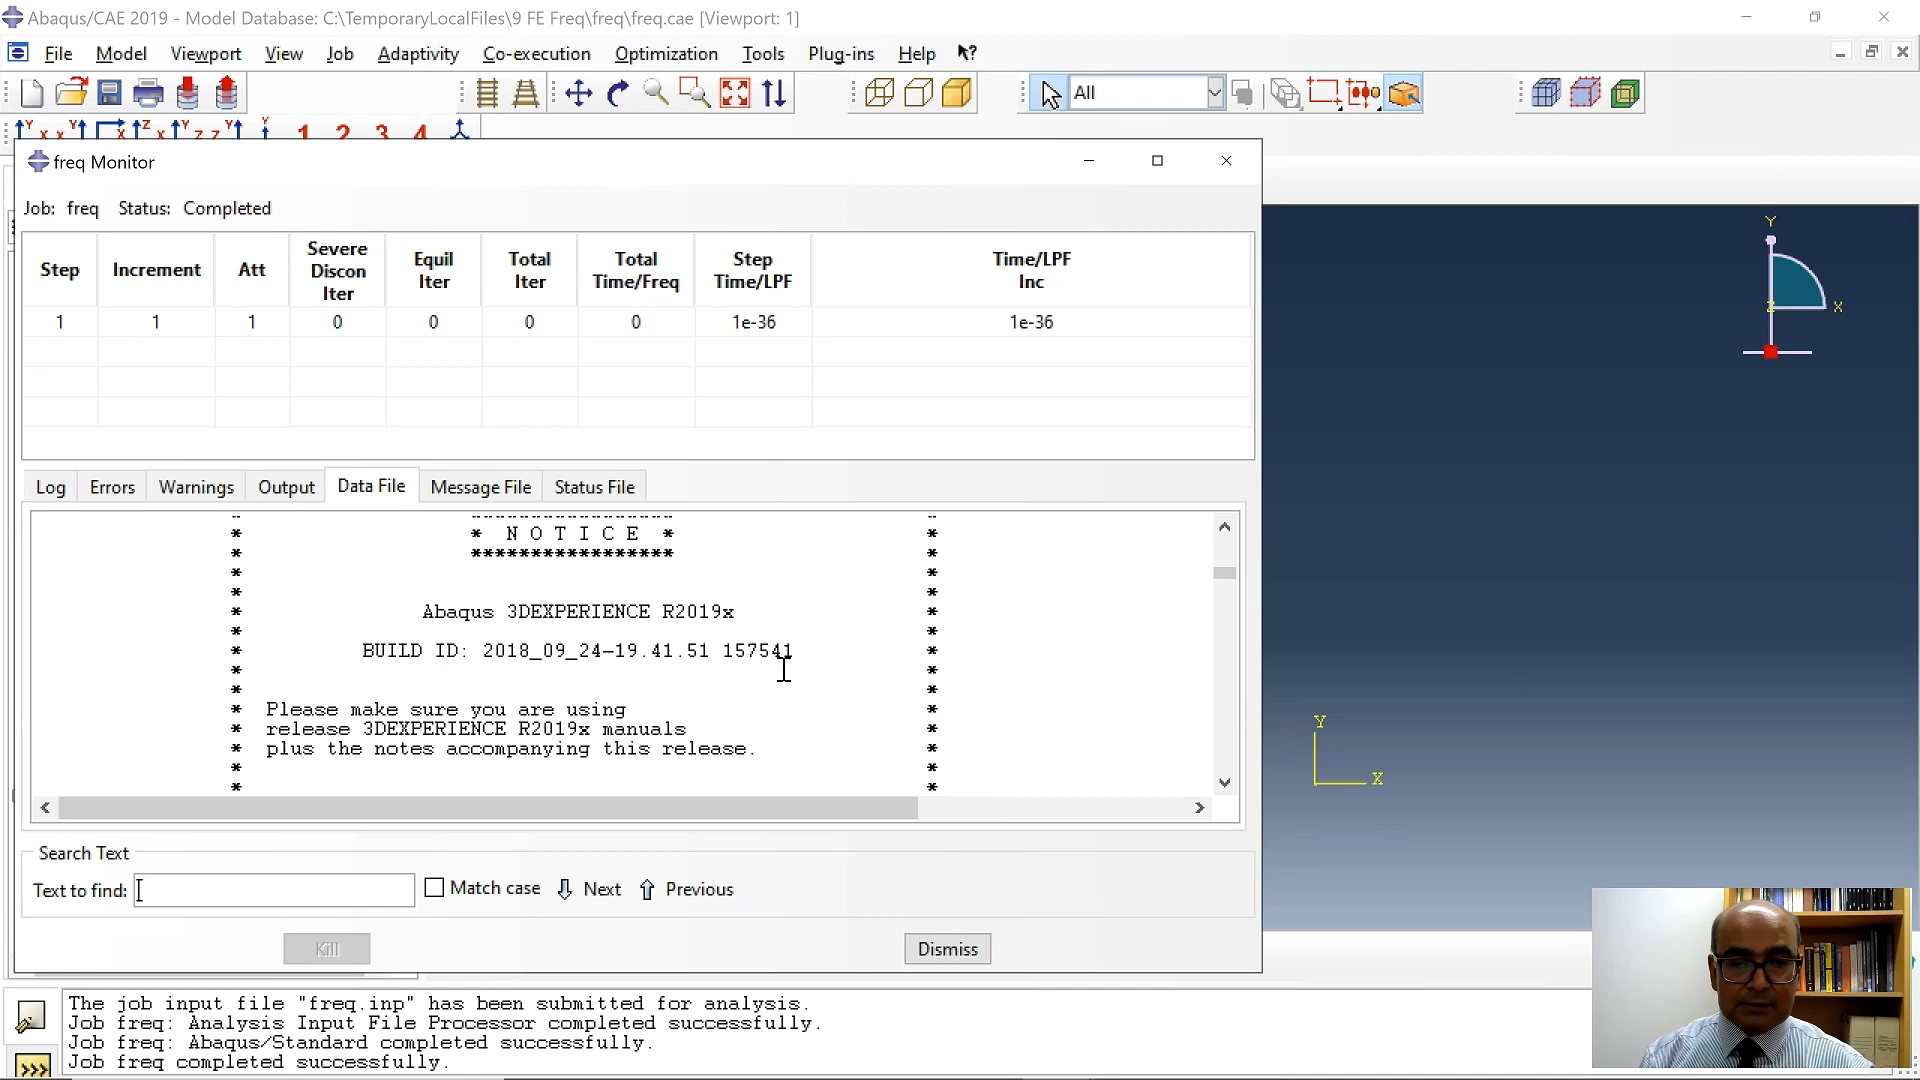 Abaqus/CAE 2019 - Model Database: C:\TemporaryLocalFiles\9 FE Freq\freq\freq.cae [Viewport: 1]
File Model Viewport View Job Adaptivity Co-execution Optimization Tools Plug-ins Help
All
1 2 3 4
freq Monitor
Job: freq Status: Completed
Step Increment Att Severe Discon Iter Equil Iter Total Iter Total Time/Freq Step Time/LPF Time/LPF Inc
1 1 1 0 0 0 0 1e-36 1e-36
Log Errors Warnings Output Data File Message File Status File
* * N O T I C E * *
* ***************** *
* *
* *
* Abaqus 3DEXPERIENCE R2019x *
* *
* BUILD ID: 2018_09_24-19.41.51 157541 *
* *
* *
* Please make sure you are using *
* release 3DEXPERIENCE R2019x manuals *
* plus the notes accompanying this release. *
* *
* *
Search Text
Text to find: Match case Next Previous
Kill Dismiss
The job input file "freq.inp" has been submitted for analysis.
Job freq: Analysis Input File Processor completed successfully.
Job freq: Abaqus/Standard completed successfully.
Job freq completed successfully.
>>>
Y
Z X
Y
X